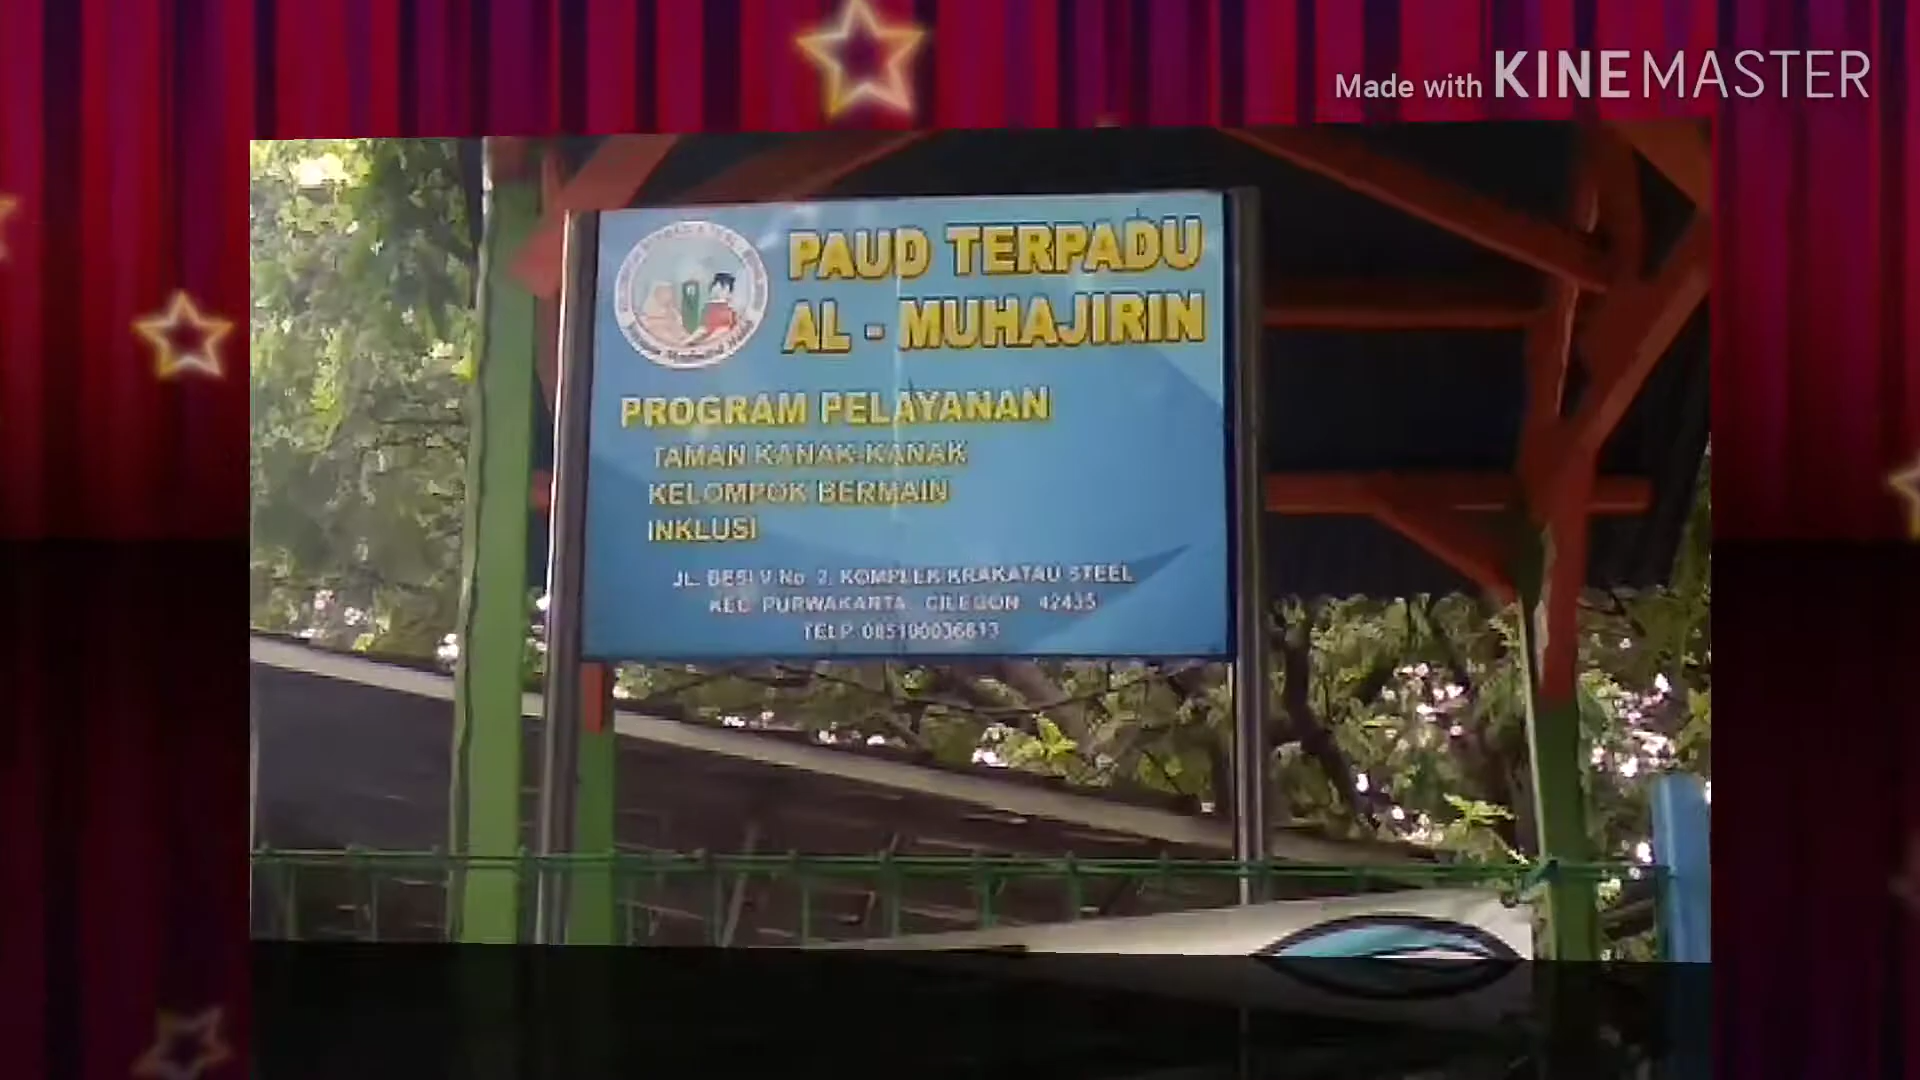 Made with KINEMASTER
PAUD TERPADU
AL - MUHAJIRIN
PROGRAM PELAYANAN
TAMAN KANAK-KANAK
KELOMPOK BERMAIN
INKLUSI
JL. BESI V No. 2, KOMPLEK KRAKATAU STEEL
KEC. PURWAKARTA, CILEGON 42435
TELP. 085100036813